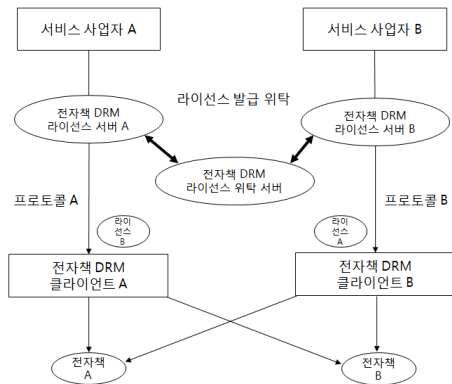 서비스 사업자 A
서비스 사업자 B
라이선스 발급 위탁
전자책 DRM
라이선스 서버 A
전자책 DRM
라이선스 서버 B
전자책 DRM
라이선스 위탁 서버
프로토콜 A
프로토콜 B
라이
선스
B
라이
선스
A
전자책 DRM
클라이언트 A
전자책 DRM
클라이언트 B
전자책
A
전자책
B